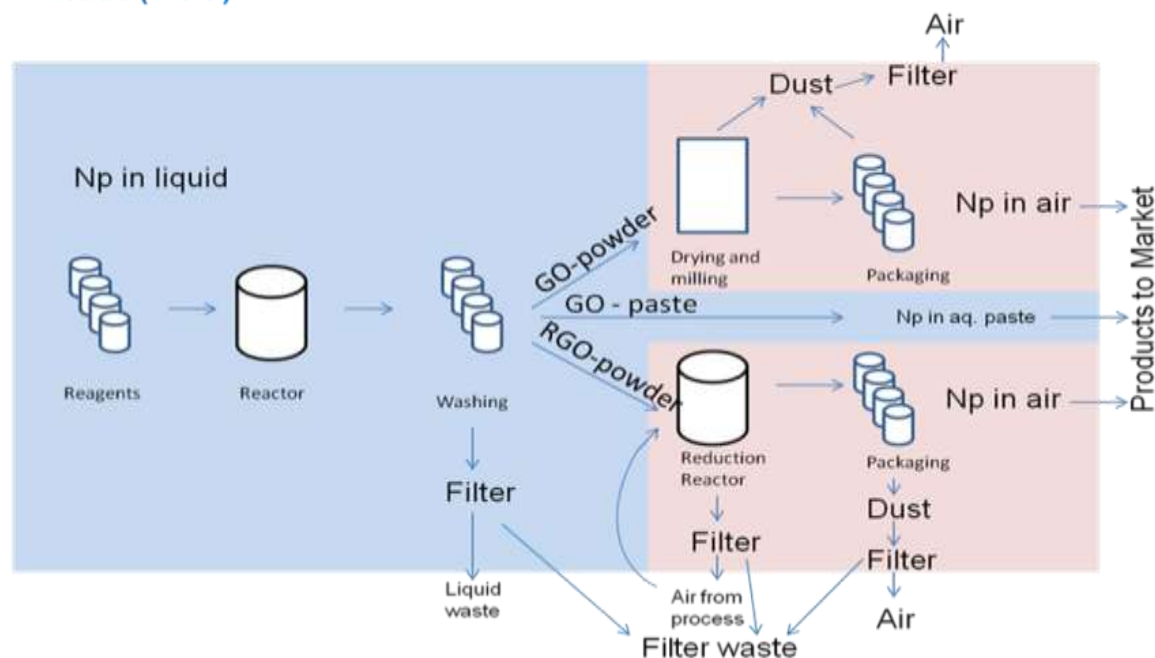 Air
Dust
Filter
Np in liquid
GO-powder
Drying and
milling
Packaging
Np in air
GO - paste
Np in aq. paste
Products to Market
Reagents
Reactor
Washing
RGO-powder
Reduction
Reactor
Packaging
Np in air
Filter
Filter
Dust
Filter
Liquid
waste
Air from
process
Air
Filter waste